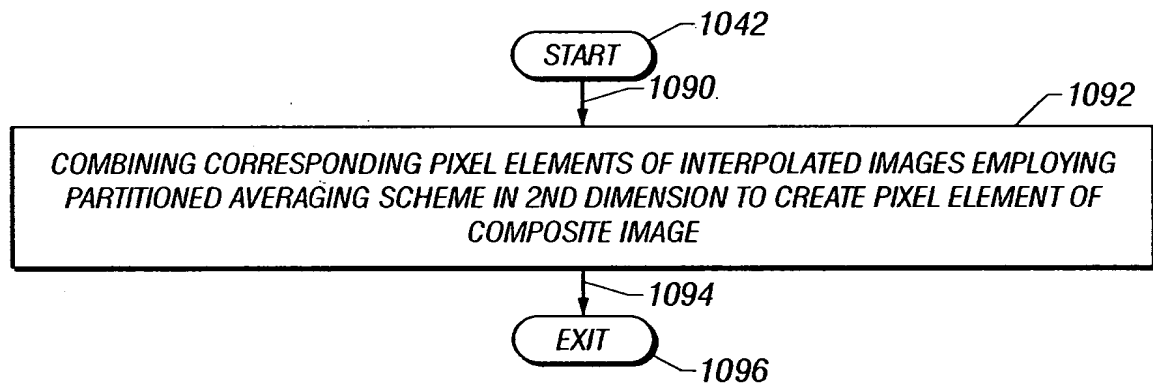 1042
START
1090
1092
COMBINING CORRESPONDING PIXEL ELEMENTS OF INTERPOLATED IMAGES EMPLOYING
PARTITIONED AVERAGING SCHEME IN 2ND DIMENSION TO CREATE PIXEL ELEMENT OF
COMPOSITE IMAGE
1094
EXIT
1096